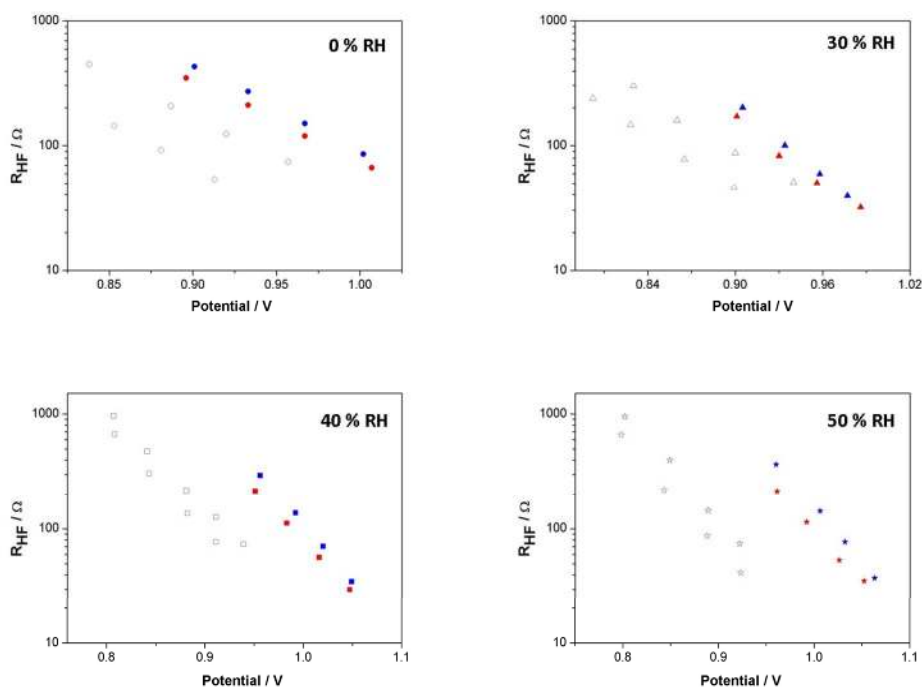 1000
100
10
R_HF / Ω
0 % RH
0.85
0.90
0.95
1.00
Potential / V
1000
100
10
R_HF / Ω
30 % RH
0.84
0.90
0.96
1.02
Potential / V
1000
100
10
R_HF / Ω
40 % RH
0.8
0.9
1.0
1.1
Potential / V
1000
100
10
R_HF / Ω
50 % RH
0.8
0.9
1.0
1.1
Potential / V